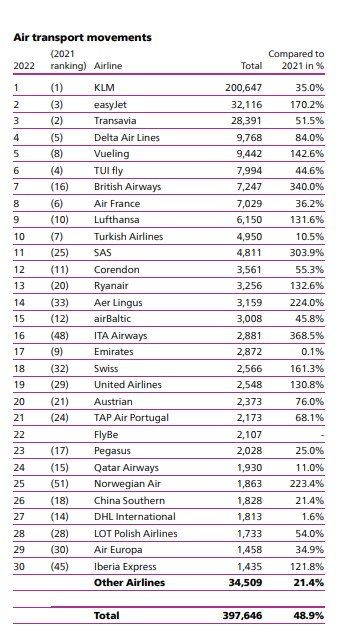 Air transport movements
(2021 Compared to
2022 ranking) Airline Total 2021 in %
1 (1) KLM 200,647 35.0%
2 (3) easyJet 32,116 170.2%
3 (2) Transavia 28,391 51.5%
4 (5) Delta Air Lines 9,768 84.0%
5 (8) Vueling 9,442 142.6%
6 (4) TUI fly 7,994 44.6%
7 (16) British Airways 7,247 340.0%
8 (6) Air France 7,029 36.2%
9 (10) Lufthansa 6,150 131.6%
10 (7) Turkish Airlines 4,950 10.5%
11 (25) SAS 4,811 303.9%
12 (11) Corendon 3,561 55.3%
13 (20) Ryanair 3,256 132.6%
14 (33) Aer Lingus 3,159 224.0%
15 (12) airBaltic 3,008 45.8%
16 (48) ITA Airways 2,881 368.5%
17 (9) Emirates 2,872 0.1%
18 (32) Swiss 2,566 161.3%
19 (29) United Airlines 2,548 130.8%
20 (21) Austrian 2,373 76.0%
21 (24) TAP Air Portugal 2,173 68.1%
22 FlyBe 2,107 -
23 (17) Pegasus 2,028 25.0%
24 (15) Qatar Airways 1,930 11.0%
25 (51) Norwegian Air 1,863 223.4%
26 (18) China Southern 1,828 21.4%
27 (14) DHL International 1,813 1.6%
28 (28) LOT Polish Airlines 1,733 54.0%
29 (30) Air Europa 1,458 34.9%
30 (45) Iberia Express 1,435 121.8%
Other Airlines 34,509 21.4%
Total 397,646 48.9%